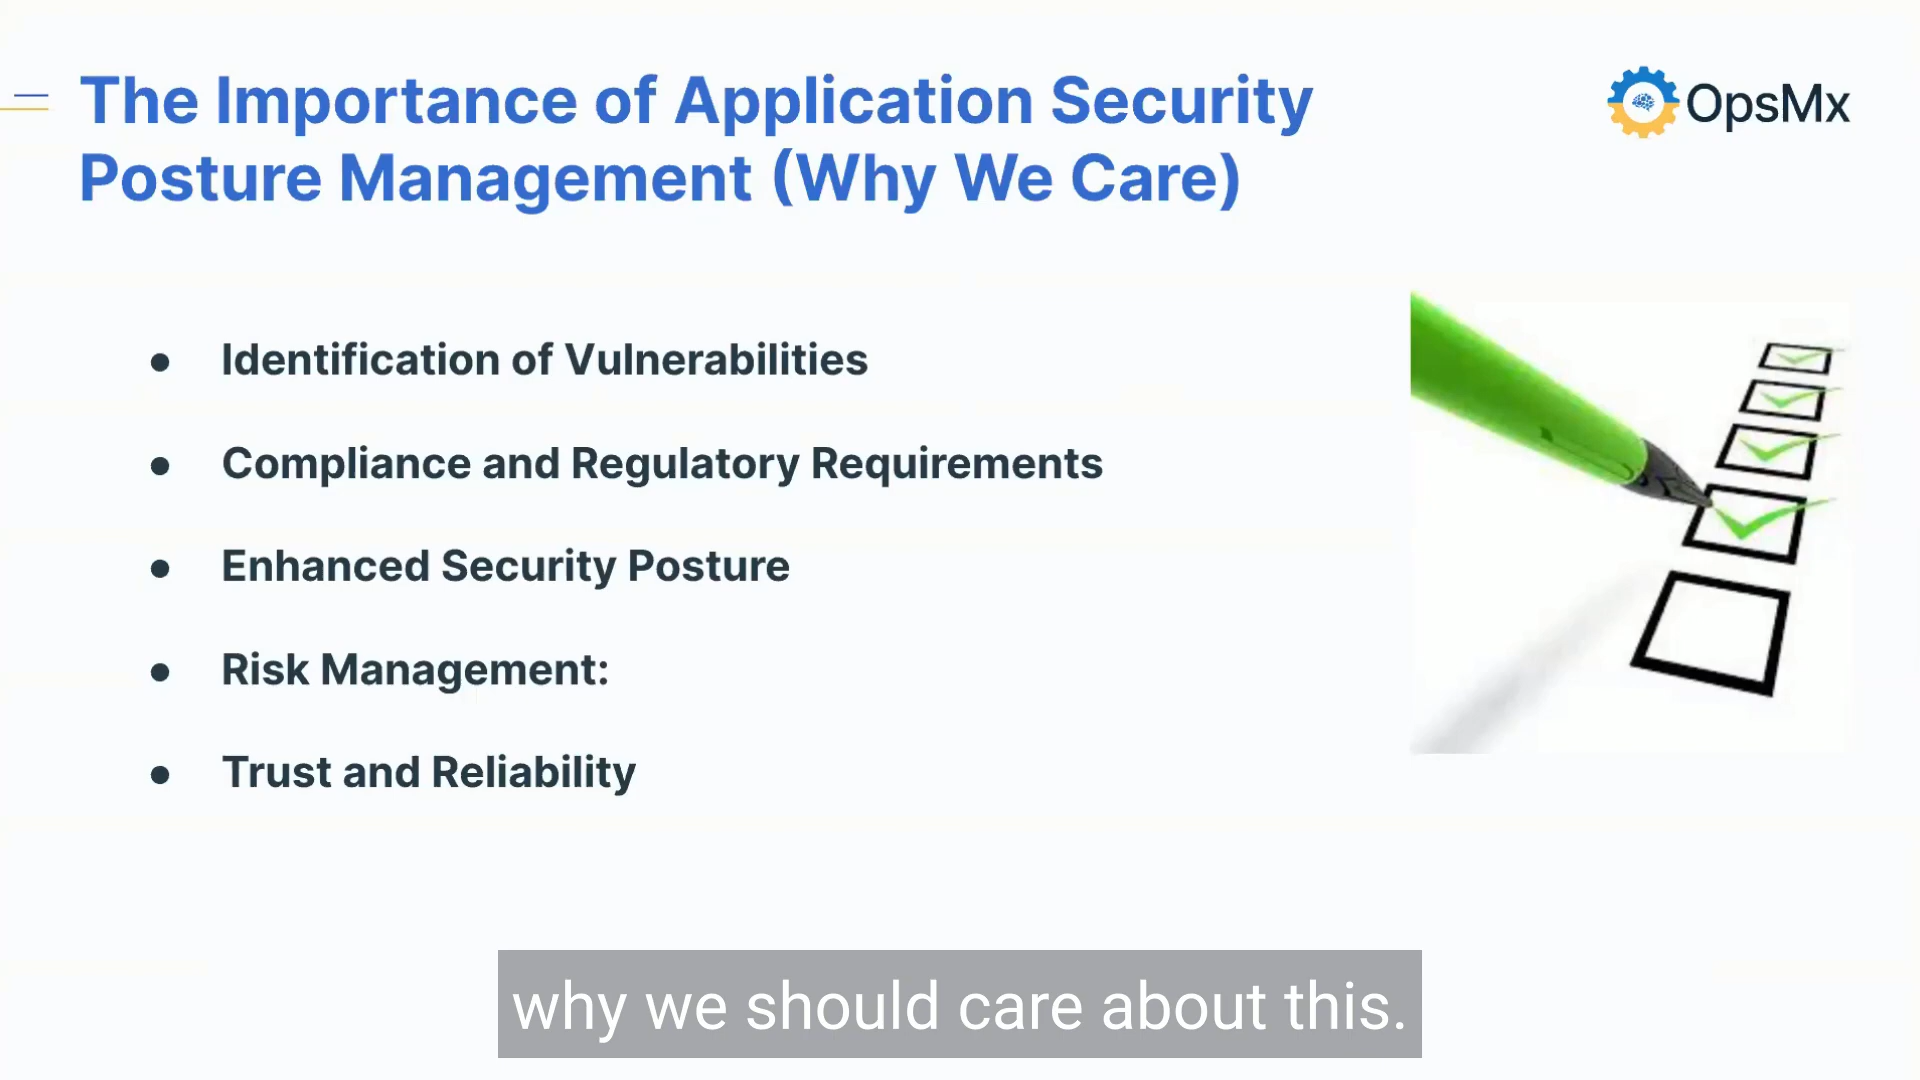 The Importance of Application Security
Posture Management (Why We Care)
OpsMx
● Identification of Vulnerabilities
● Compliance and Regulatory Requirements
● Enhanced Security Posture
● Risk Management:
● Trust and Reliability
why we should care about this.